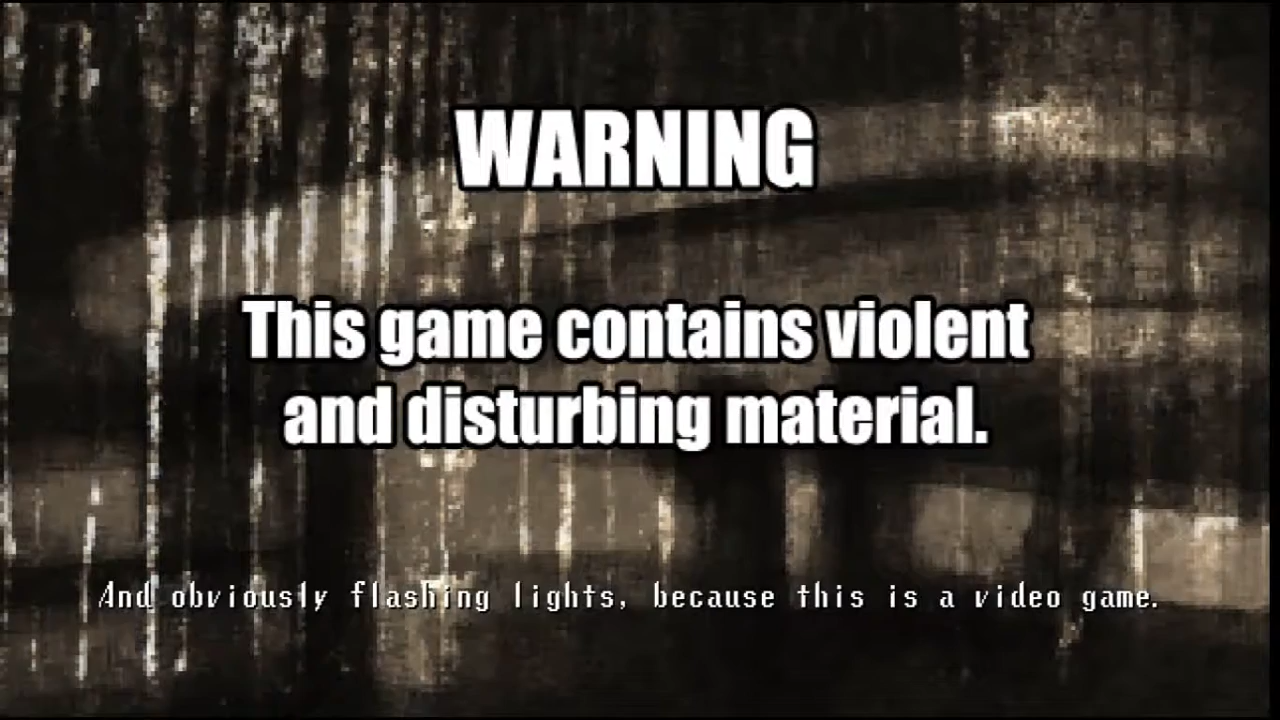 WARNING
This game contains violent
and disturbing material.
And obviously flashing lights, because this is a video game.